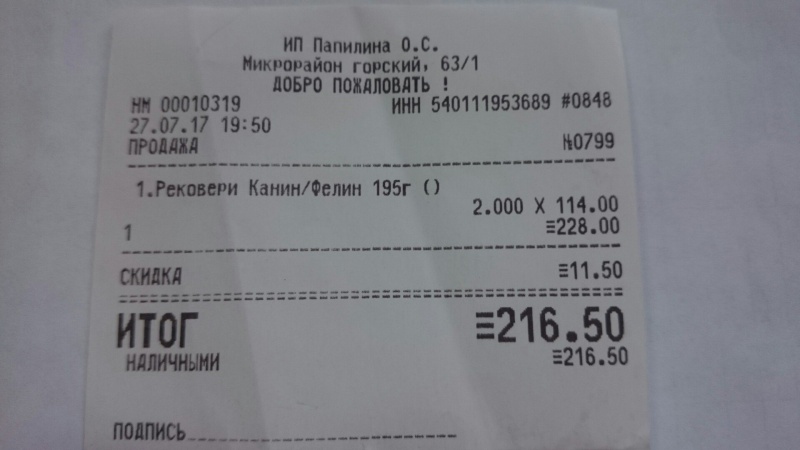 ИП Папилина О.С.
Микрорайон горский, 63/1
ДОБРО ПОЖАЛОВАТЬ !
НМ 00010319 ИНН 540111953689 #0848
27.07.17 19:50
ПРОДАЖА №0799
1.Рековери Канин/Фелин 195г ()
2.000 X 114.00
1 ≡228.00
СКИДКА ≡11.50
ИТОГ ≡216.50
НАЛИЧНЫМИ ≡216.50
ПОДПИСЬ